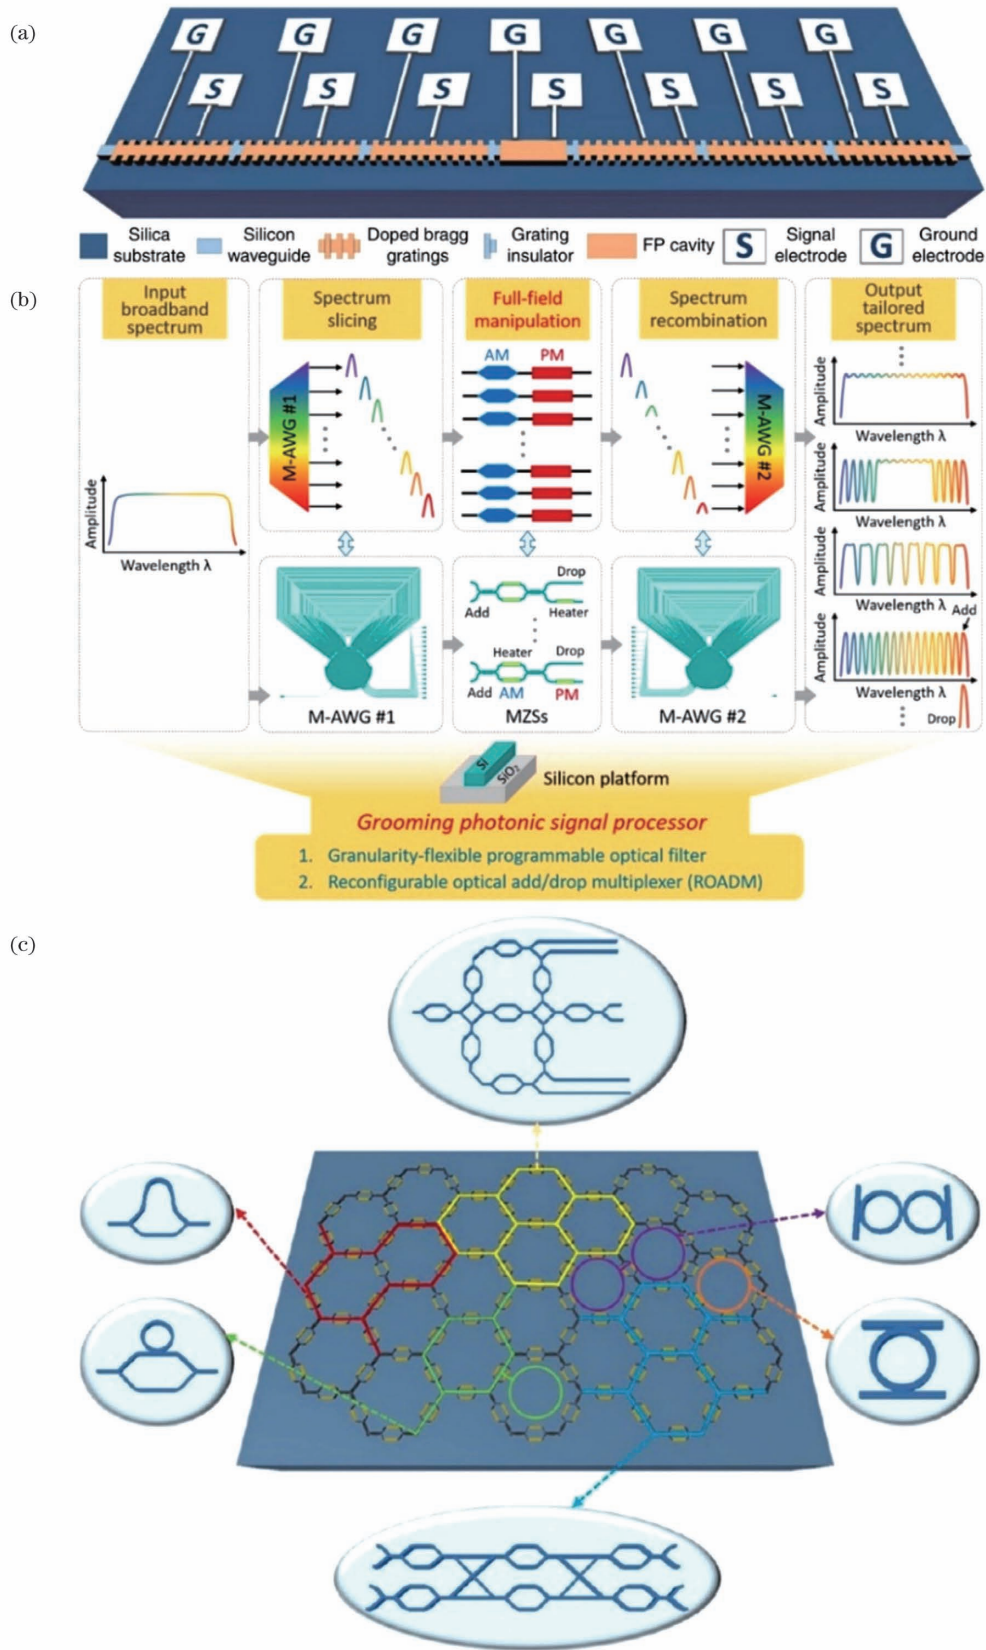 (a)
G G G G G G G
S S S S S S S
Silica substrate
Silicon waveguide
Doped bragg gratings
Grating insulator
FP cavity
S
Signal electrode
G
Ground electrode
(b)
Input
broadband
spectrum
Spectrum
slicing
Full-field
manipulation
Spectrum
recombination
Output
tailored
spectrum
Amplitude
Wavelength λ
M-AWG #1
AM PM
M-AWG #2
Amplitude
Wavelength λ
Amplitude
Wavelength λ
Amplitude
Wavelength λ
Add
Amplitude
Wavelength λ
Drop
M-AWG #1
Drop
Add Heater
Heater Drop
Add AM PM
MZSs
M-AWG #2
Si
SiO2
Silicon platform
Grooming photonic signal processor
1. Granularity-flexible programmable optical filter
2. Reconfigurable optical add/drop multiplexer (ROADM)
(c)